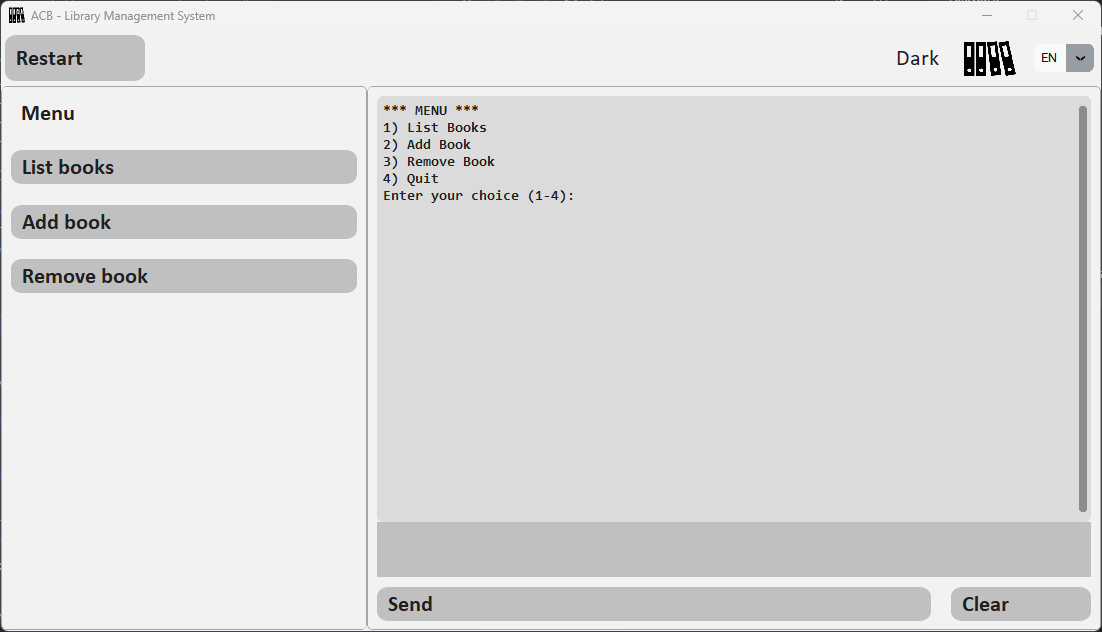 ACB - Library Management System
Restart
Dark
EN
Menu
List books
Add book
Remove book
*** MENU ***
1) List Books
2) Add Book
3) Remove Book
4) Quit
Enter your choice (1-4):
Send
Clear